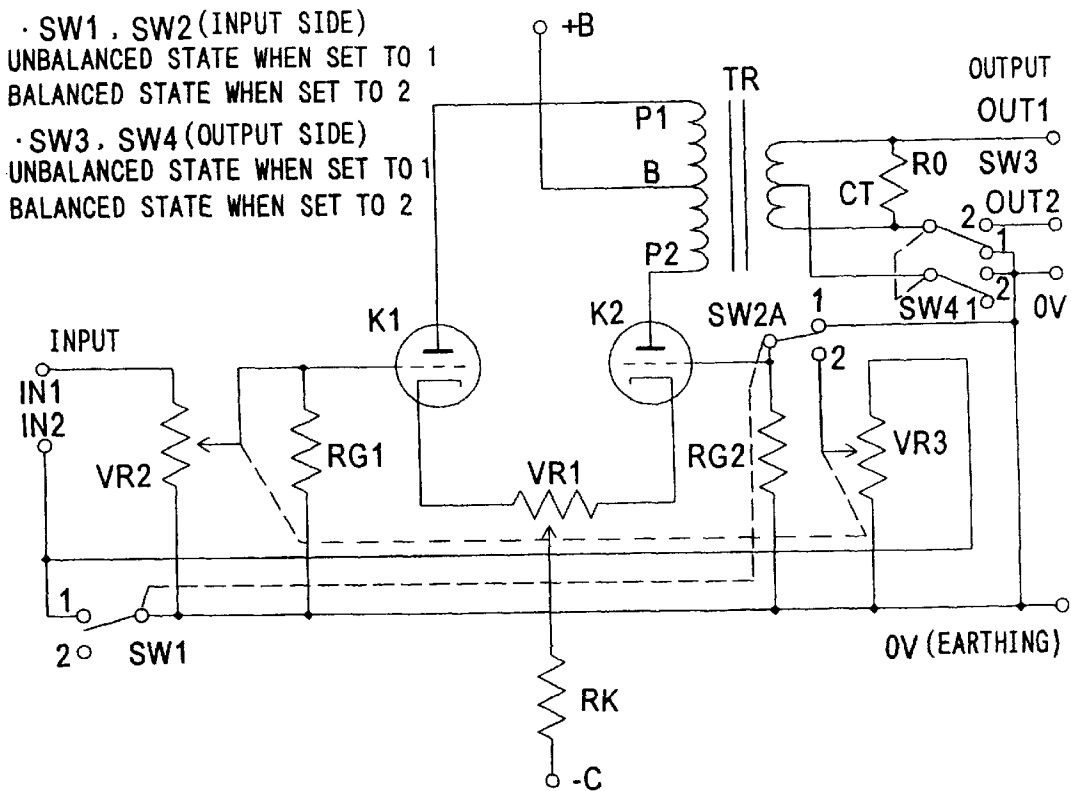 · SW1 , SW2 (INPUT SIDE)
UNBALANCED STATE WHEN SET TO 1
BALANCED STATE WHEN SET TO 2
· SW3 , SW4 (OUTPUT SIDE)
UNBALANCED STATE WHEN SET TO 1
BALANCED STATE WHEN SET TO 2
+B
TR
P1
B
P2
OUTPUT
OUT1
R0
SW3
CT
OUT2
2
1
2
SW4 1
0V
K1
K2
SW2A
1
2
INPUT
IN1
IN2
VR2
RG1
VR1
RG2
VR3
1
2
SW1
0V (EARTHING)
RK
-C